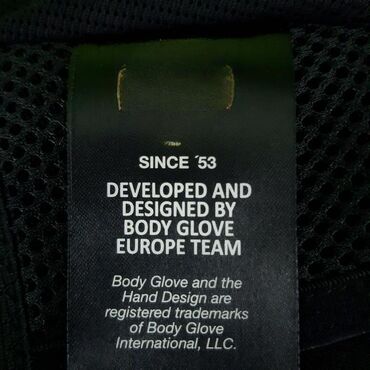 SINCE ´53
DEVELOPED AND
DESIGNED BY
BODY GLOVE
EUROPE TEAM
Body Glove and the
Hand Design are
registered trademarks
of Body Glove
International, LLC.